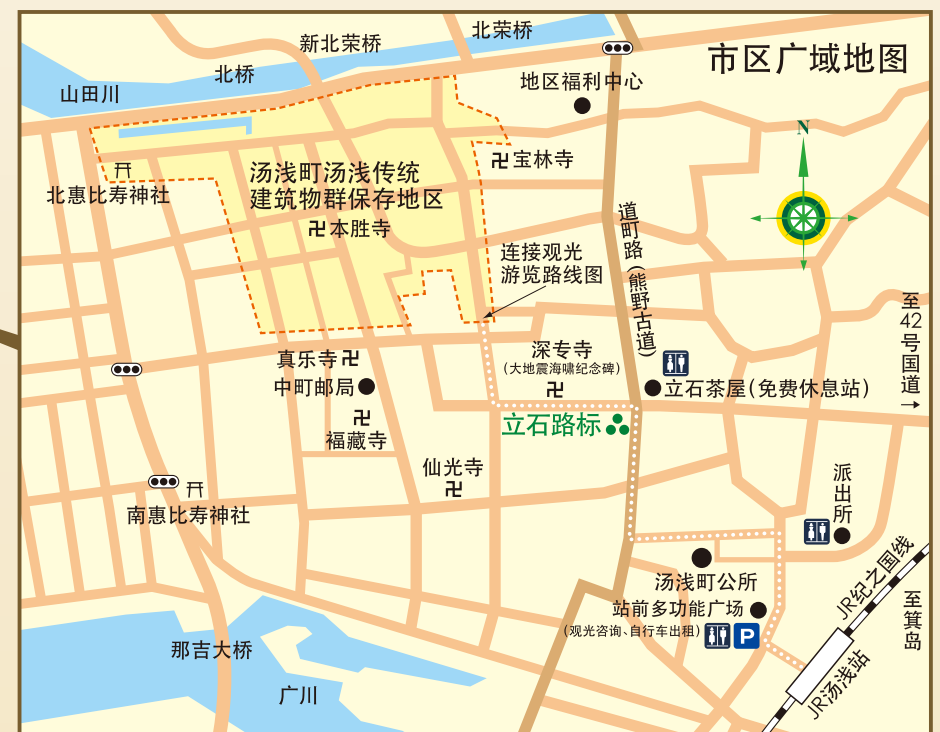 市区广域地图
新北荣桥
北荣桥
北桥
山田川
地区福利中心
N
宝林寺
北惠比寿神社
汤浅町汤浅传统
建筑物群保存地区
本胜寺
道町路(熊野古道)
连接观光
游览路线图
至42号国道→
真乐寺
中町邮局
深专寺
(大地震海啸纪念碑)
立石茶屋(免费休息站)
立石路标
福藏寺
仙光寺
派出所
南惠比寿神社
汤浅町公所
站前多功能广场
(观光咨询、自行车出租)
P
JR纪之国线
至箕岛
JR汤浅站
那吉大桥
广川